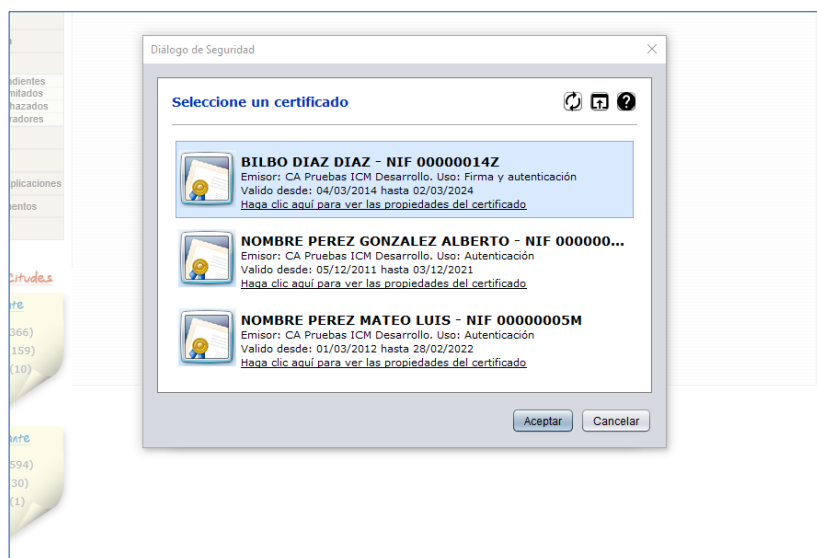 Diálogo de Seguridad
Seleccione un certificado
BILBO DIAZ DIAZ - NIF 00000014Z
Emisor: CA Pruebas ICM Desarrollo. Uso: Firma y autenticación
Valido desde: 04/03/2014 hasta 02/03/2024
Haga clic aquí para ver las propiedades del certificado
NOMBRE PEREZ GONZALEZ ALBERTO - NIF 000000...
Emisor: CA Pruebas ICM Desarrollo. Uso: Autenticación
Valido desde: 05/12/2011 hasta 03/12/2021
Haga clic aquí para ver las propiedades del certificado
NOMBRE PEREZ MATEO LUIS - NIF 00000005M
Emisor: CA Pruebas ICM Desarrollo. Uso: Autenticación
Valido desde: 01/03/2012 hasta 28/02/2022
Haga clic aquí para ver las propiedades del certificado
Aceptar Cancelar
ndientes
mitados
hazados
radores
plicaciones
entos
citudes
nte
366)
159)
(10)
ante
594)
(30)
(1)